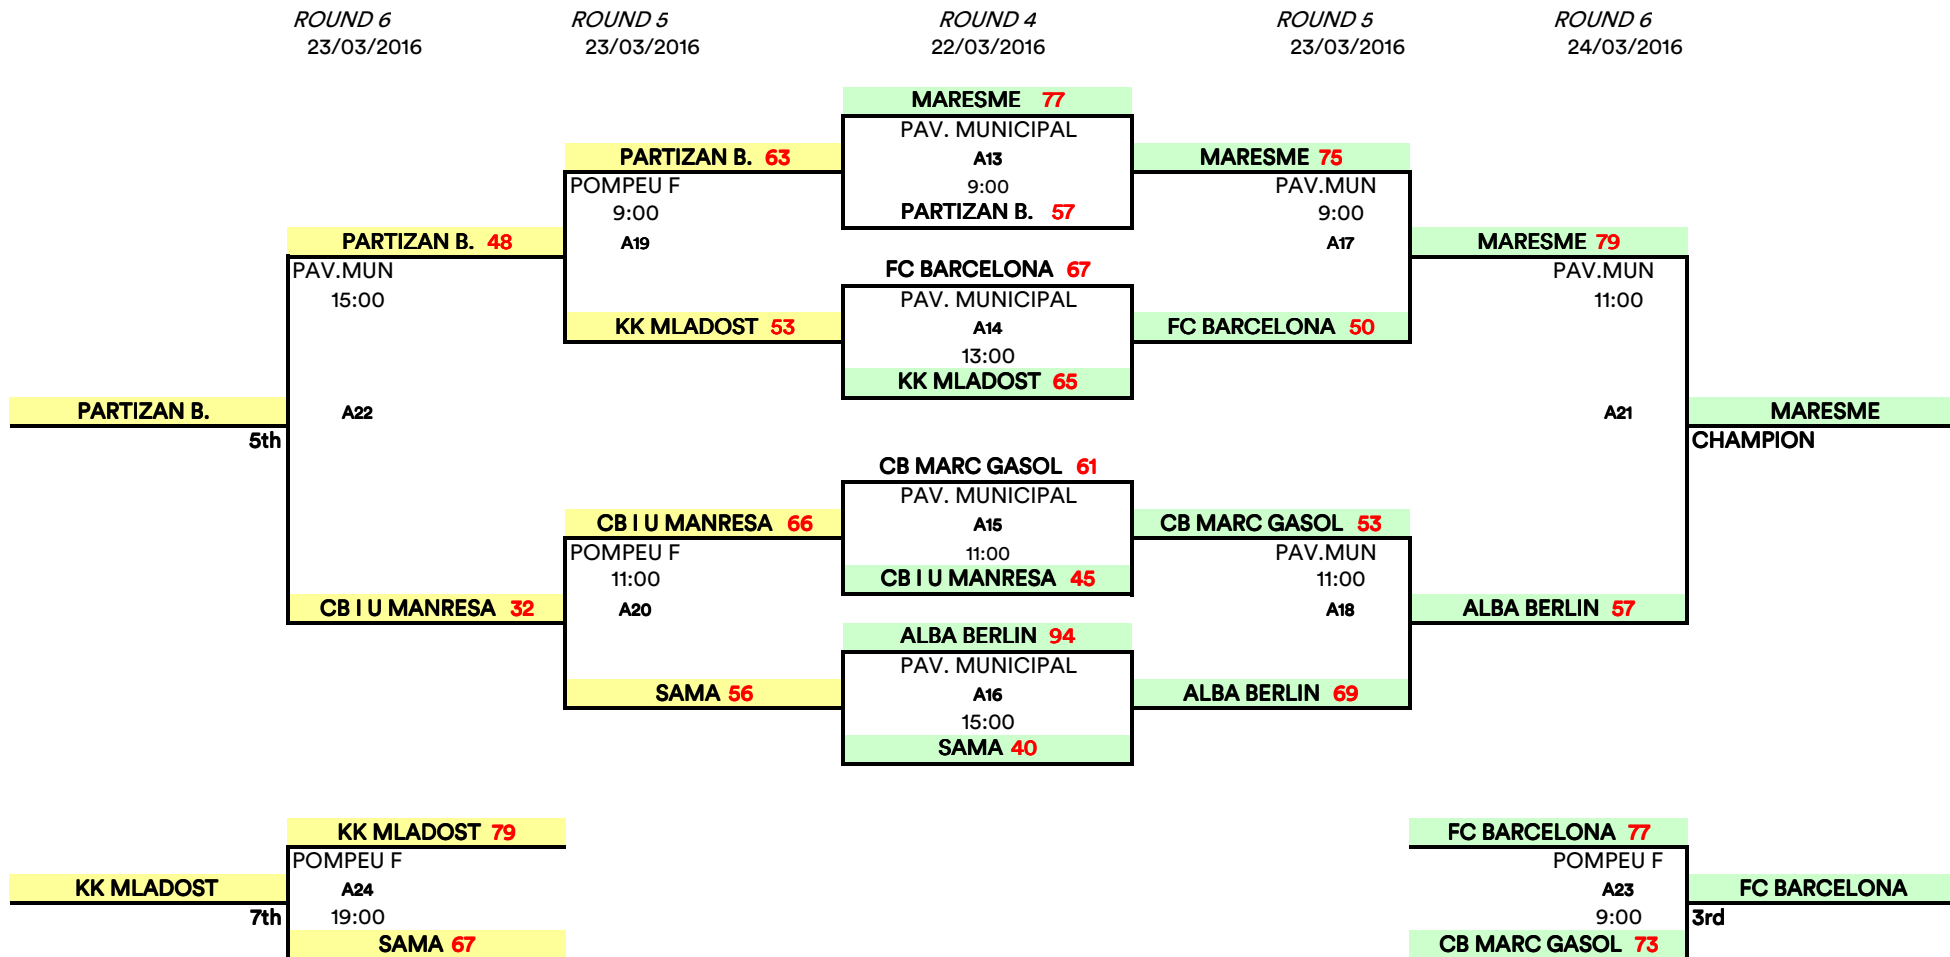 ROUND 6 ROUND 5 ROUND 4 ROUND 5 ROUND 6
23/03/2016 23/03/2016 22/03/2016 23/03/2016 24/03/2016
MARESME 77
PAV. MUNICIPAL
PARTIZAN B. 63 A13 MARESME 75
POMPEU F 9:00 PAV.MUN
9:00 PARTIZAN B. 57 9:00
PARTIZAN B. 48 A19 A17 MARESME 79
PAV.MUN FC BARCELONA 67 PAV.MUN
15:00 PAV. MUNICIPAL 11:00
KK MLADOST 53 A14 FC BARCELONA 50
13:00
KK MLADOST 65
PARTIZAN B. A22 A21 MARESME
5th CHAMPION
CB MARC GASOL 61
PAV. MUNICIPAL
CB I U MANRESA 66 A15 CB MARC GASOL 53
POMPEU F 11:00 PAV.MUN
11:00 CB I U MANRESA 45 11:00
CB I U MANRESA 32 A20 A18 ALBA BERLIN 57
ALBA BERLIN 94
PAV. MUNICIPAL
SAMA 56 A16 ALBA BERLIN 69
15:00
SAMA 40
KK MLADOST 79 FC BARCELONA 77
POMPEU F POMPEU F
KK MLADOST A24 A23 FC BARCELONA
7th 19:00 9:00 3rd
SAMA 67 CB MARC GASOL 73